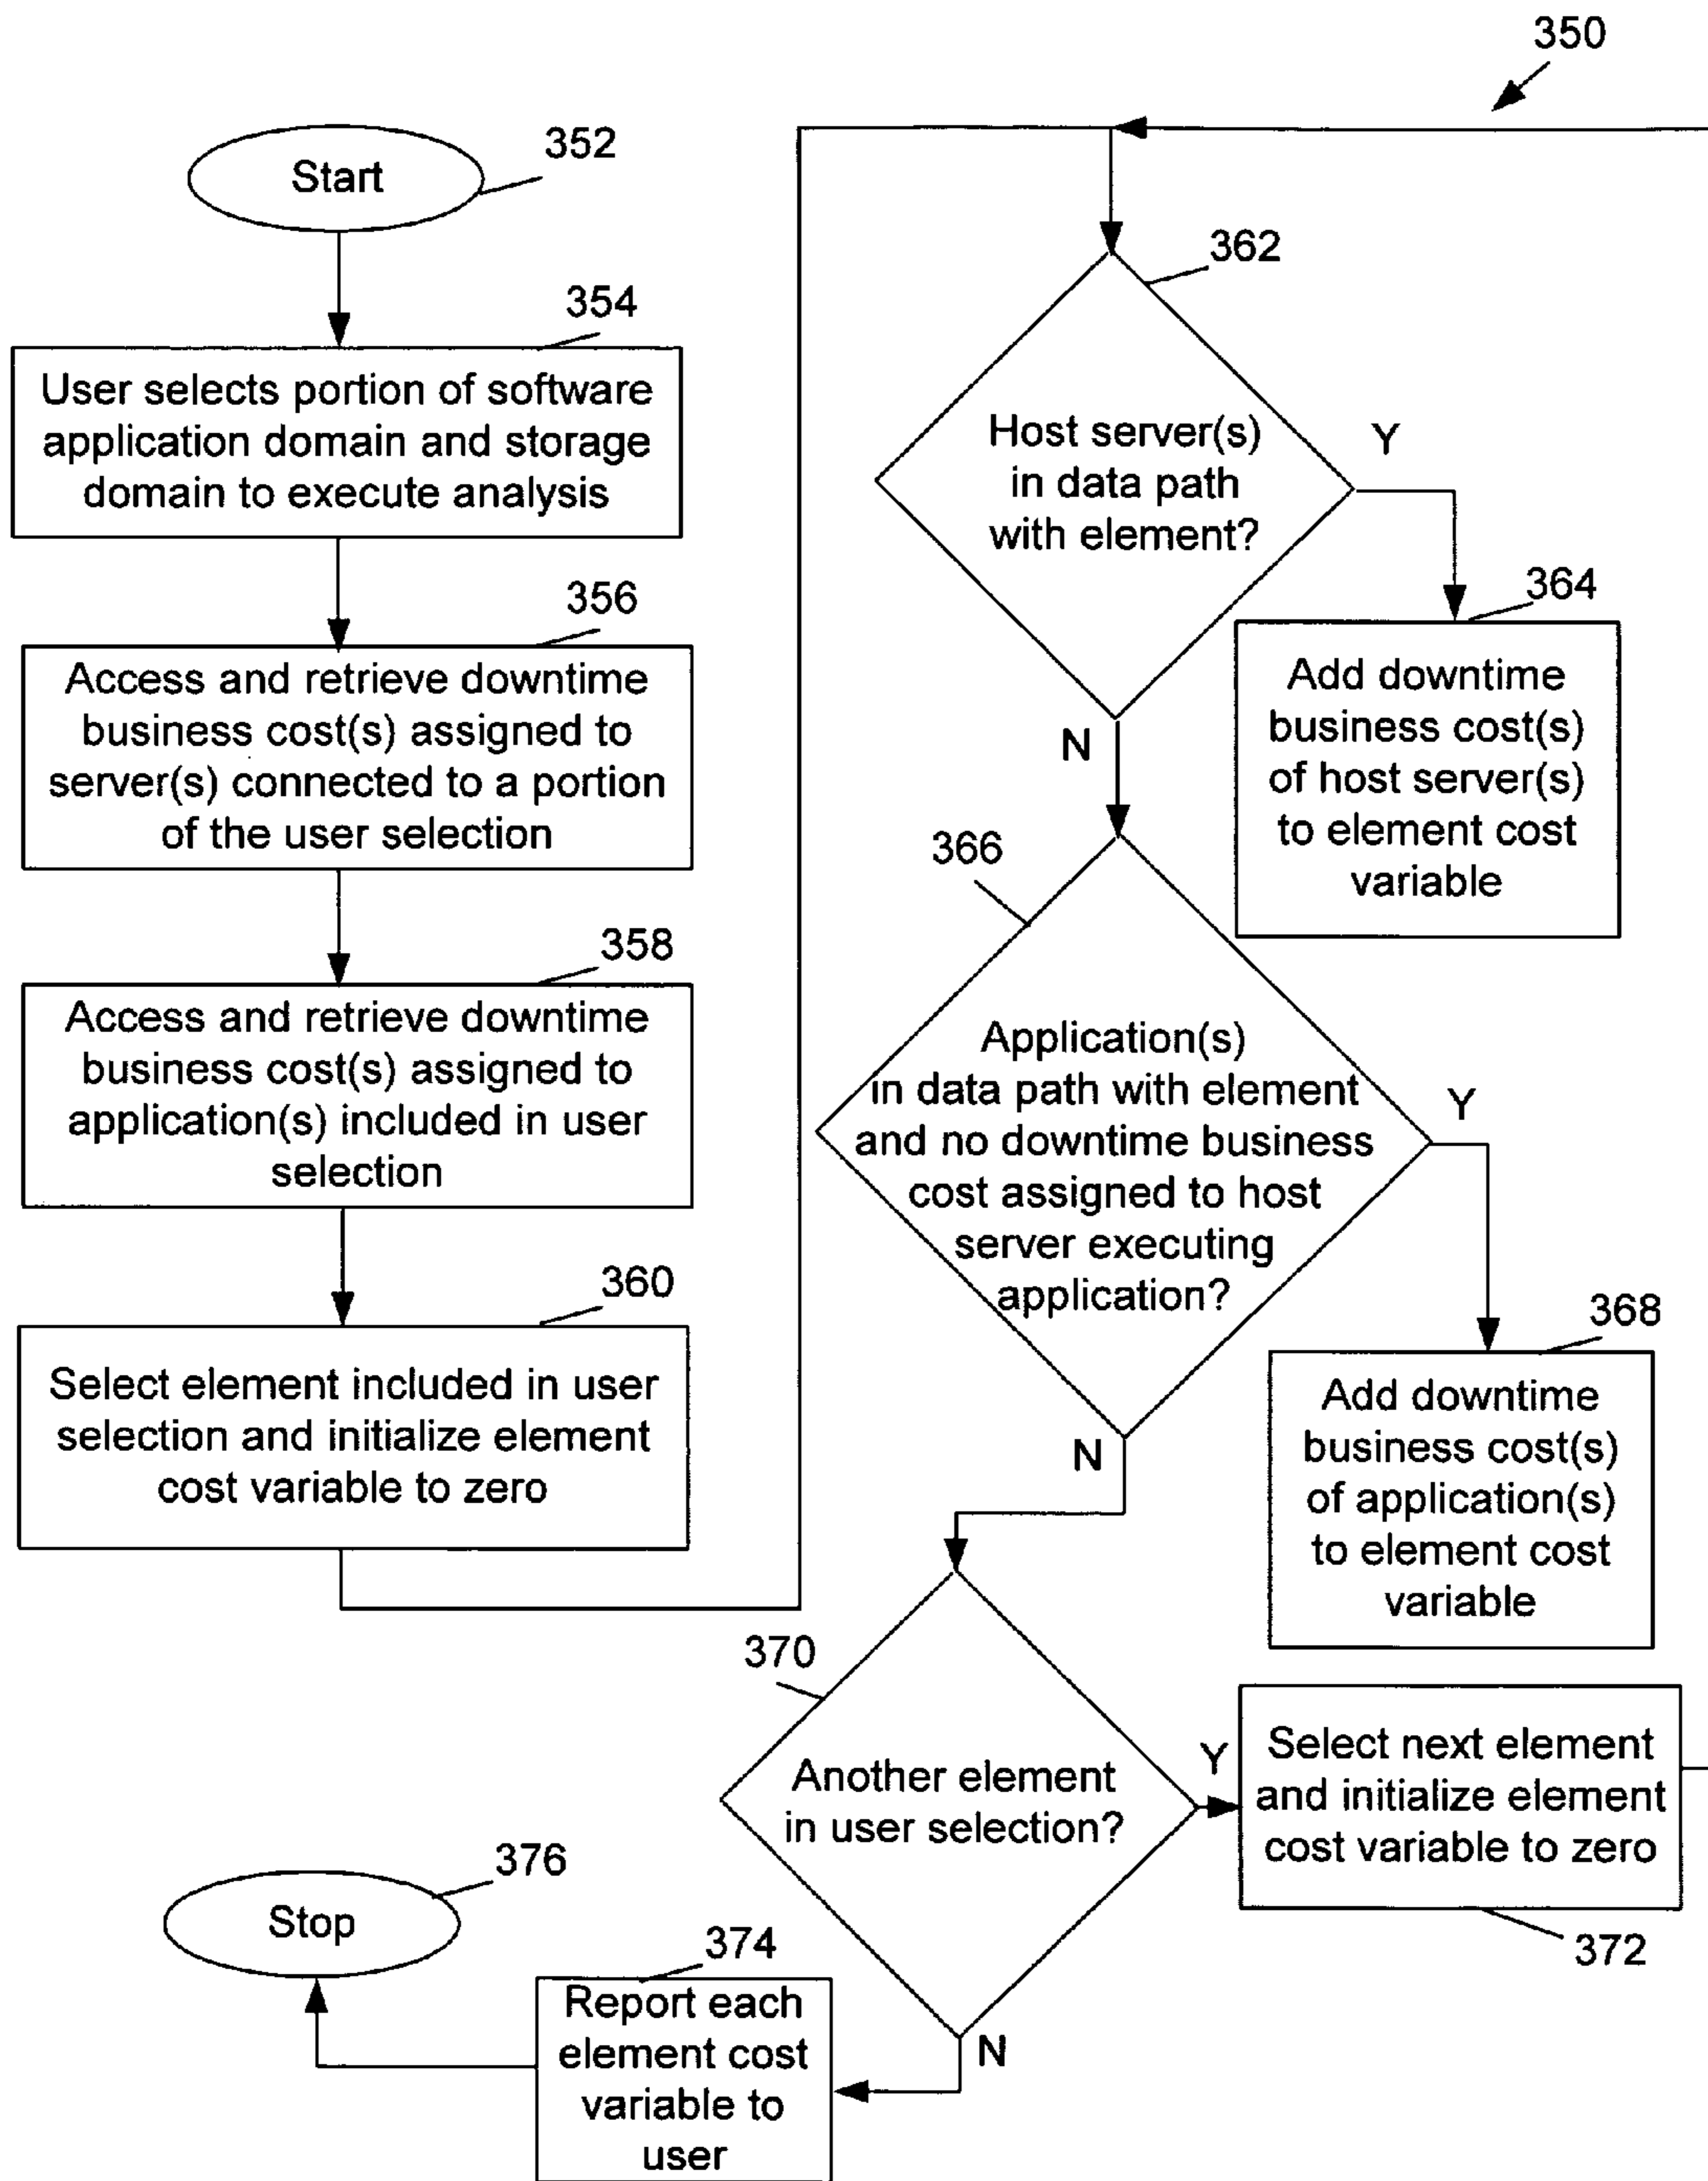 350
Start
352
354
User selects portion of software
application domain and storage
domain to execute analysis
356
Access and retrieve downtime
business cost(s) assigned to
server(s) connected to a portion
of the user selection
358
Access and retrieve downtime
business cost(s) assigned to
application(s) included in user
selection
360
Select element included in user
selection and initialize element
cost variable to zero
362
Host server(s)
in data path
with element?
Y
N
364
Add downtime
business cost(s)
of host server(s)
to element cost
variable
366
Application(s)
in data path with element
and no downtime business
cost assigned to host
server executing
application?
Y
N
368
Add downtime
business cost(s)
of application(s)
to element cost
variable
370
Another element
in user selection?
Y
N
Select next element
and initialize element
cost variable to zero
372
374
Report each
element cost
variable to
user
376
Stop